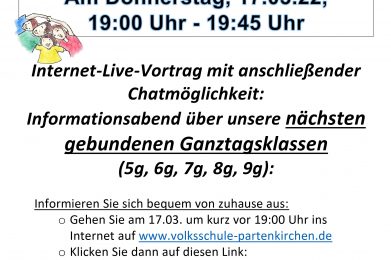 Am Donnerstag, 17.03.22,
19:00 Uhr - 19:45 Uhr
Internet-Live-Vortrag mit anschließender
Chatmöglichkeit:
Informationsabend über unsere nächsten
gebundenen Ganztagsklassen
(5g, 6g, 7g, 8g, 9g):
Informieren Sie sich bequem von zuhause aus:
o Gehen Sie am 17.03. um kurz vor 19:00 Uhr ins
Internet auf www.volksschule-partenkirchen.de
o Klicken Sie dann auf diesen Link: